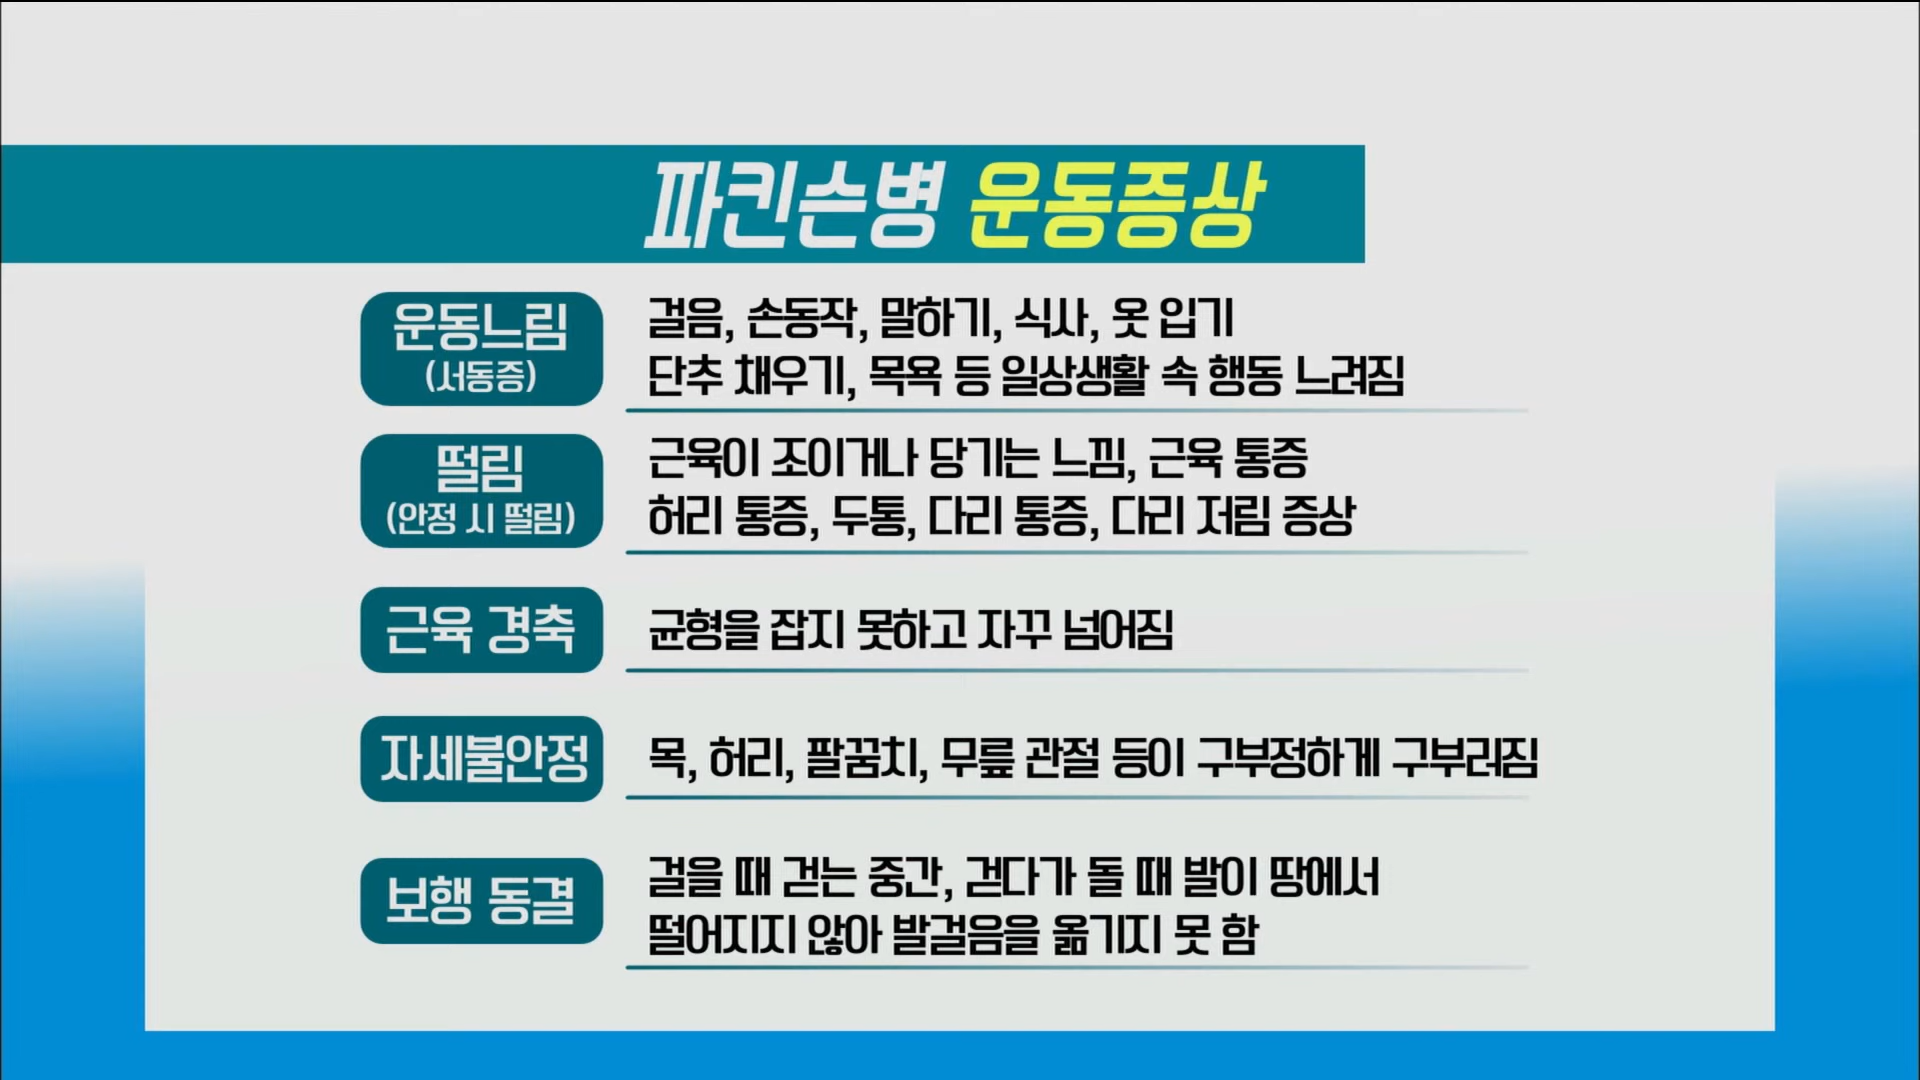 파킨슨병 운동증상
운동느림
(서동증)
걸음, 손동작, 말하기, 식사, 옷 입기
단추 채우기, 목욕 등 일상생활 속 행동 느려짐
떨림
(안정 시 떨림)
근육이 조이거나 당기는 느낌, 근육 통증
허리 통증, 두통, 다리 통증, 다리 저림 증상
근육 경축
균형을 잡지 못하고 자꾸 넘어짐
자세불안정
목, 허리, 팔꿈치, 무릎 관절 등이 구부정하게 구부려짐
보행 동결
걸을 때 걷는 중간, 걷다가 돌 때 발이 땅에서
떨어지지 않아 발걸음을 옮기지 못 함